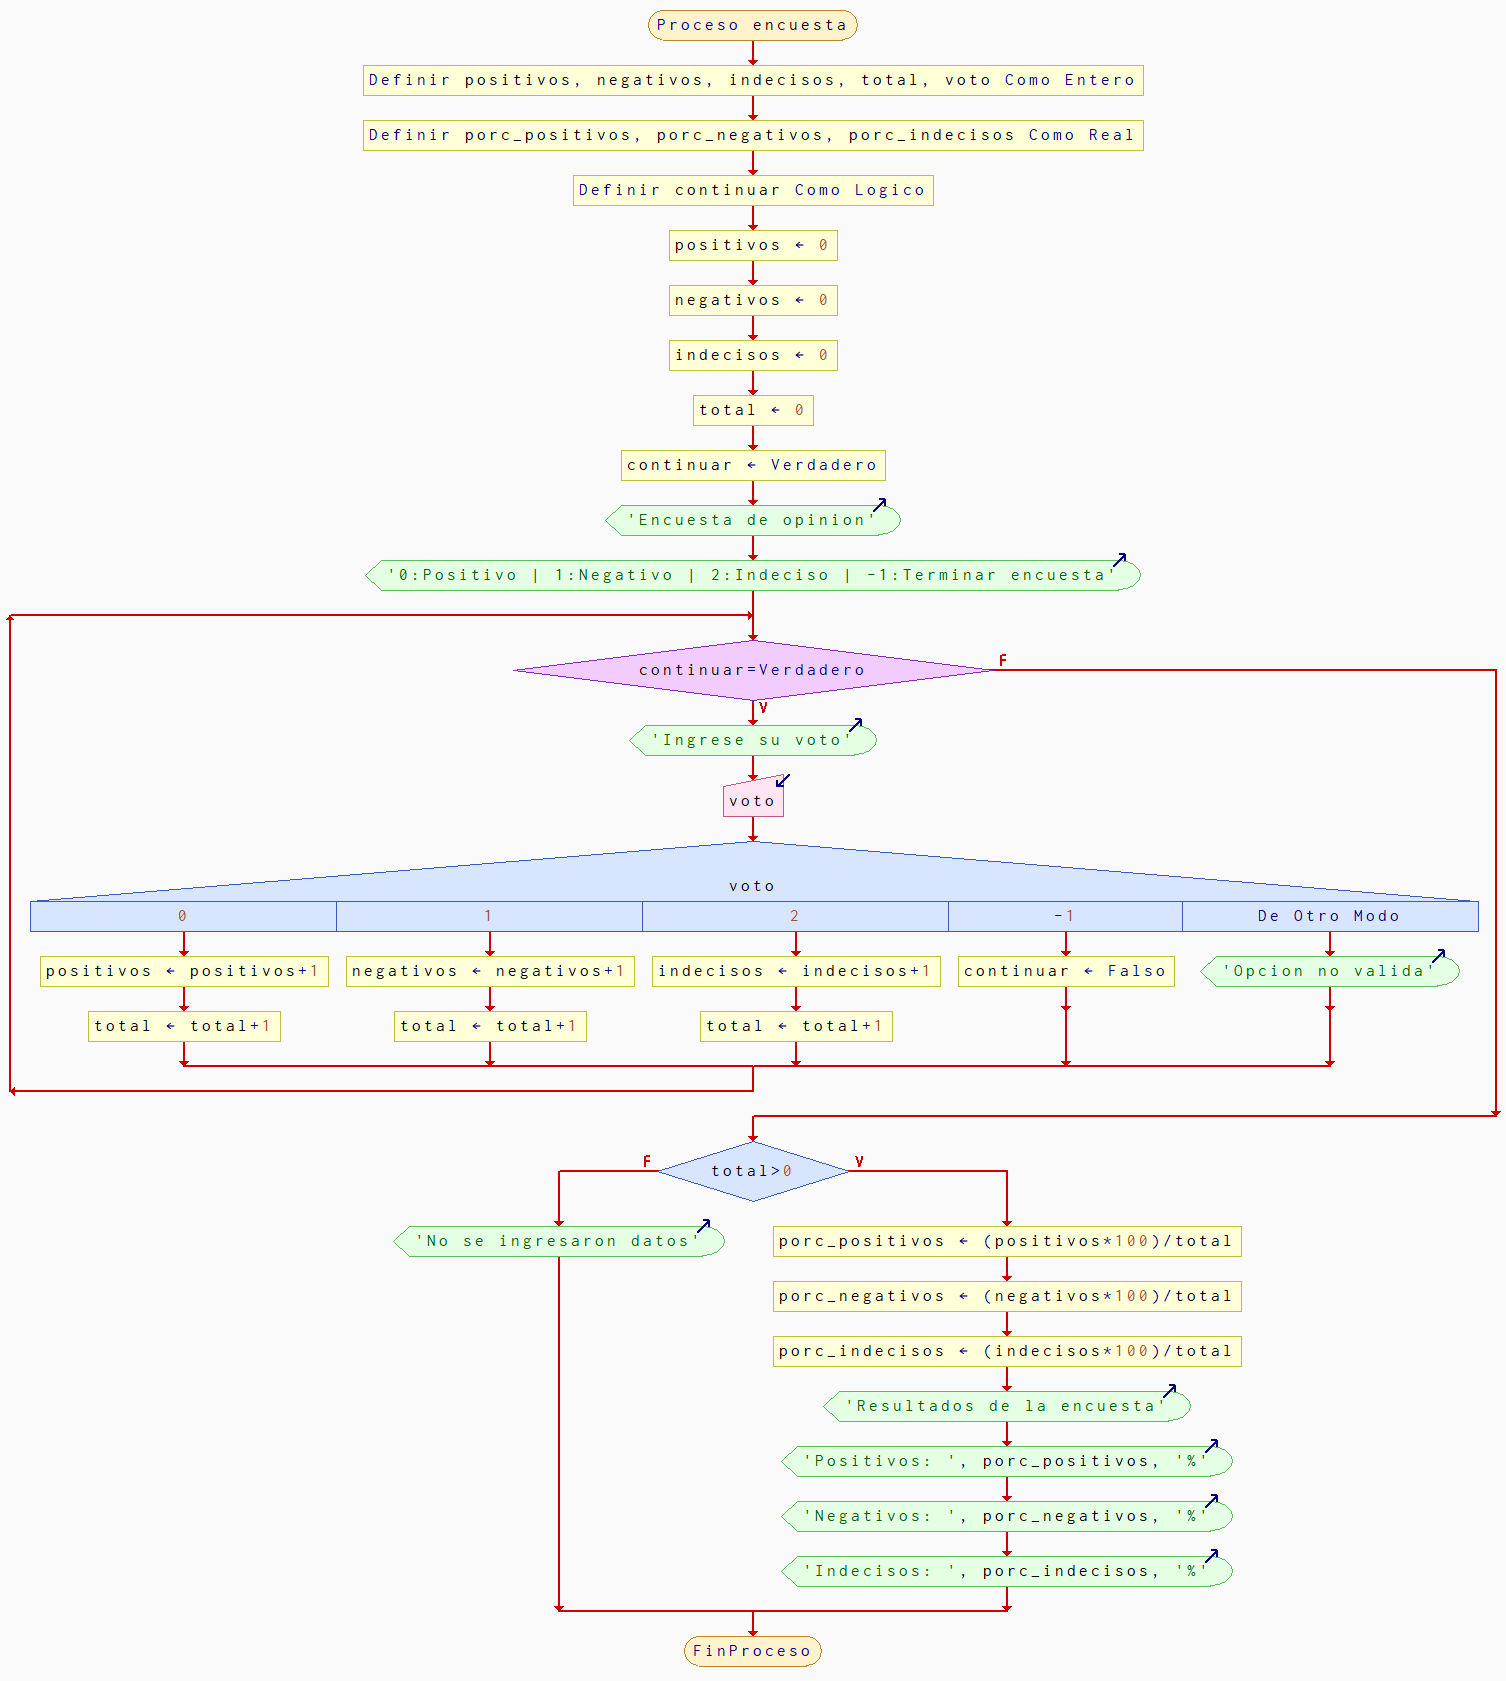 Proceso encuesta
Definir positivos, negativos, indecisos, total, voto Como Entero
Definir porc_positivos, porc_negativos, porc_indecisos Como Real
Definir continuar Como Logico
positivos ← 0
negativos ← 0
indecisos ← 0
total ← 0
continuar ← Verdadero
'Encuesta de opinion'
'0:Positivo | 1:Negativo | 2:Indeciso | -1:Terminar encuesta'
continuar=Verdadero
F
V
'Ingrese su voto'
voto
voto
0 1 2 -1 De Otro Modo
positivos ← positivos+1 negativos ← negativos+1 indecisos ← indecisos+1 continuar ← Falso 'Opcion no valida'
total ← total+1 total ← total+1 total ← total+1
F total>0 V
'No se ingresaron datos' porc_positivos ← (positivos*100)/total
porc_negativos ← (negativos*100)/total
porc_indecisos ← (indecisos*100)/total
'Resultados de la encuesta'
'Positivos: ', porc_positivos, '%'
'Negativos: ', porc_negativos, '%'
'Indecisos: ', porc_indecisos, '%'
FinProceso